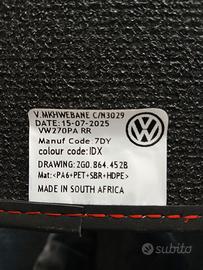 V.MKHWEBANE C/N3029
DATE: 15-07-2025
VW270PA RR
Manuf Code: 7DY
colour code: IDX
DRAWING: 2G0.864.452B
Mat:<PA6+PET+SBR+HDPE>
MADE IN SOUTH AFRICA
subito